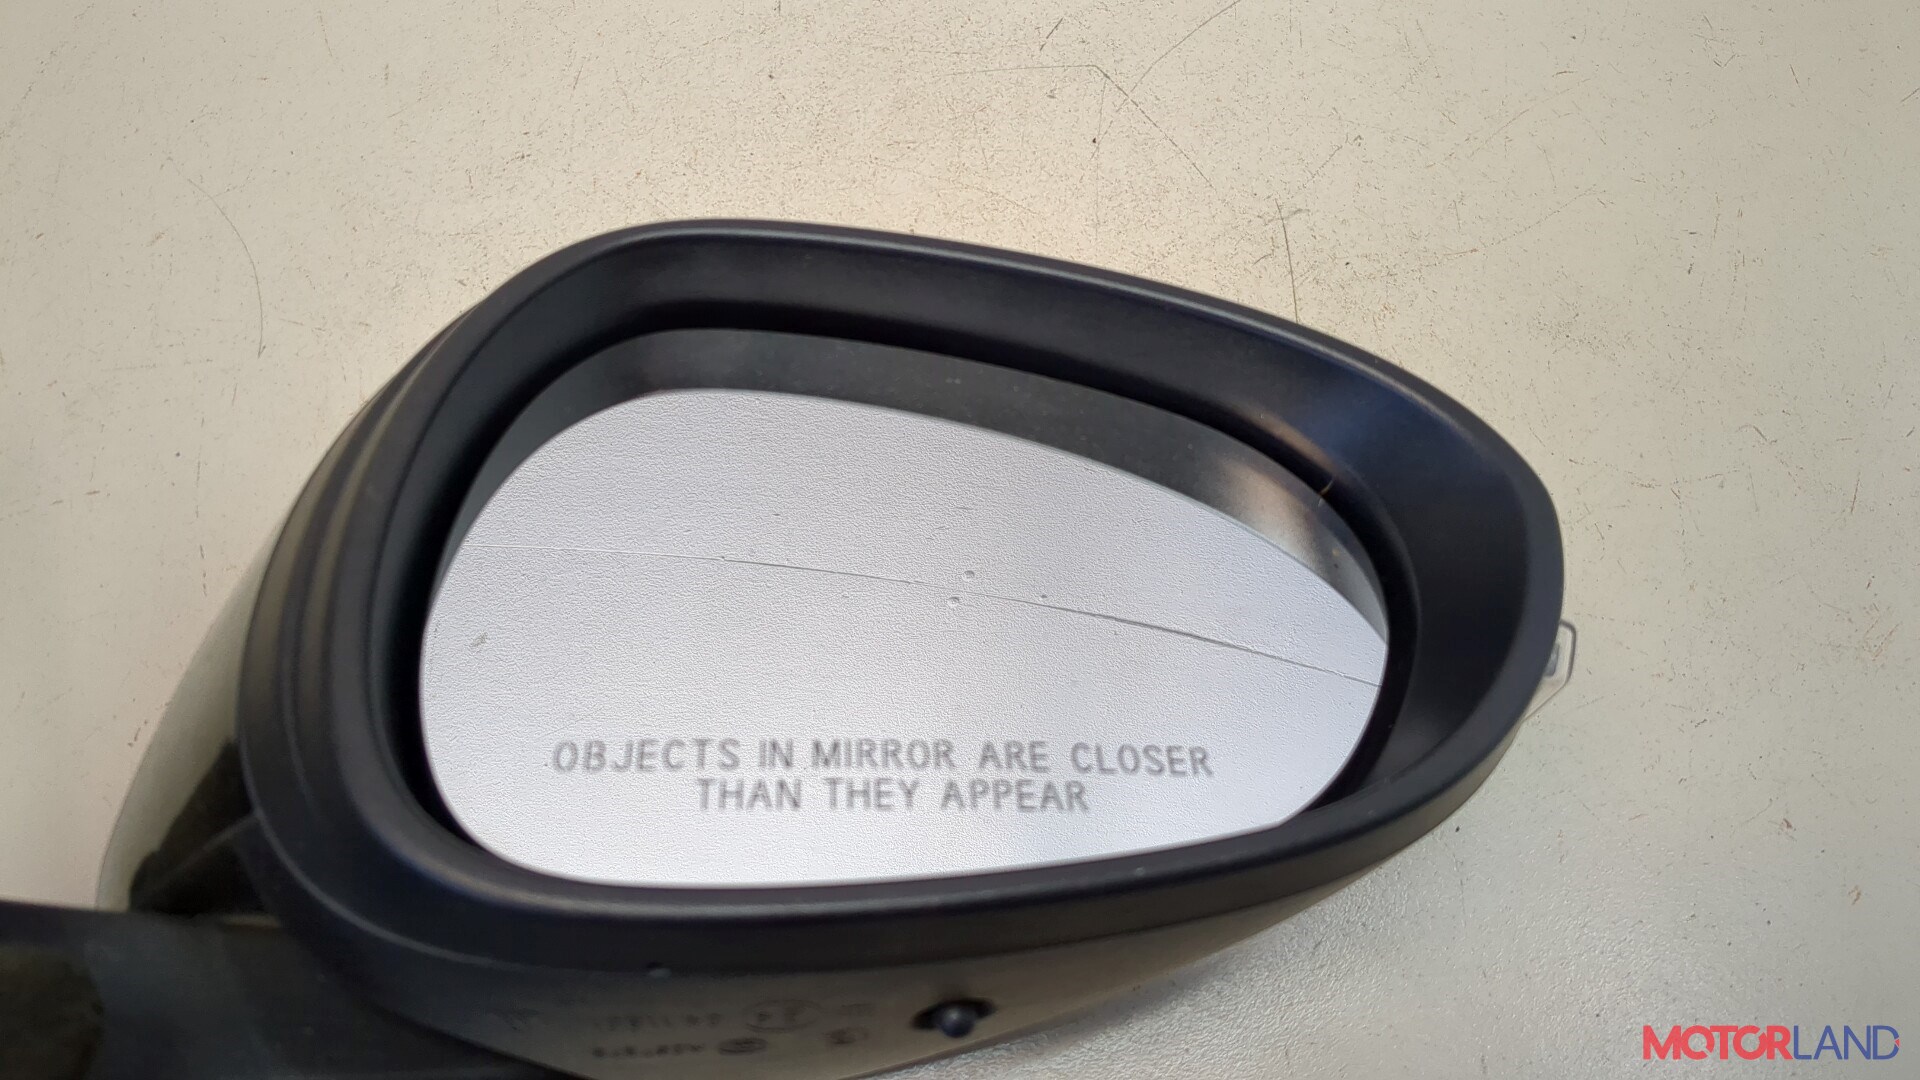 OBJECTS IN MIRROR ARE CLOSER
THAN THEY APPEAR
MOTORLAND